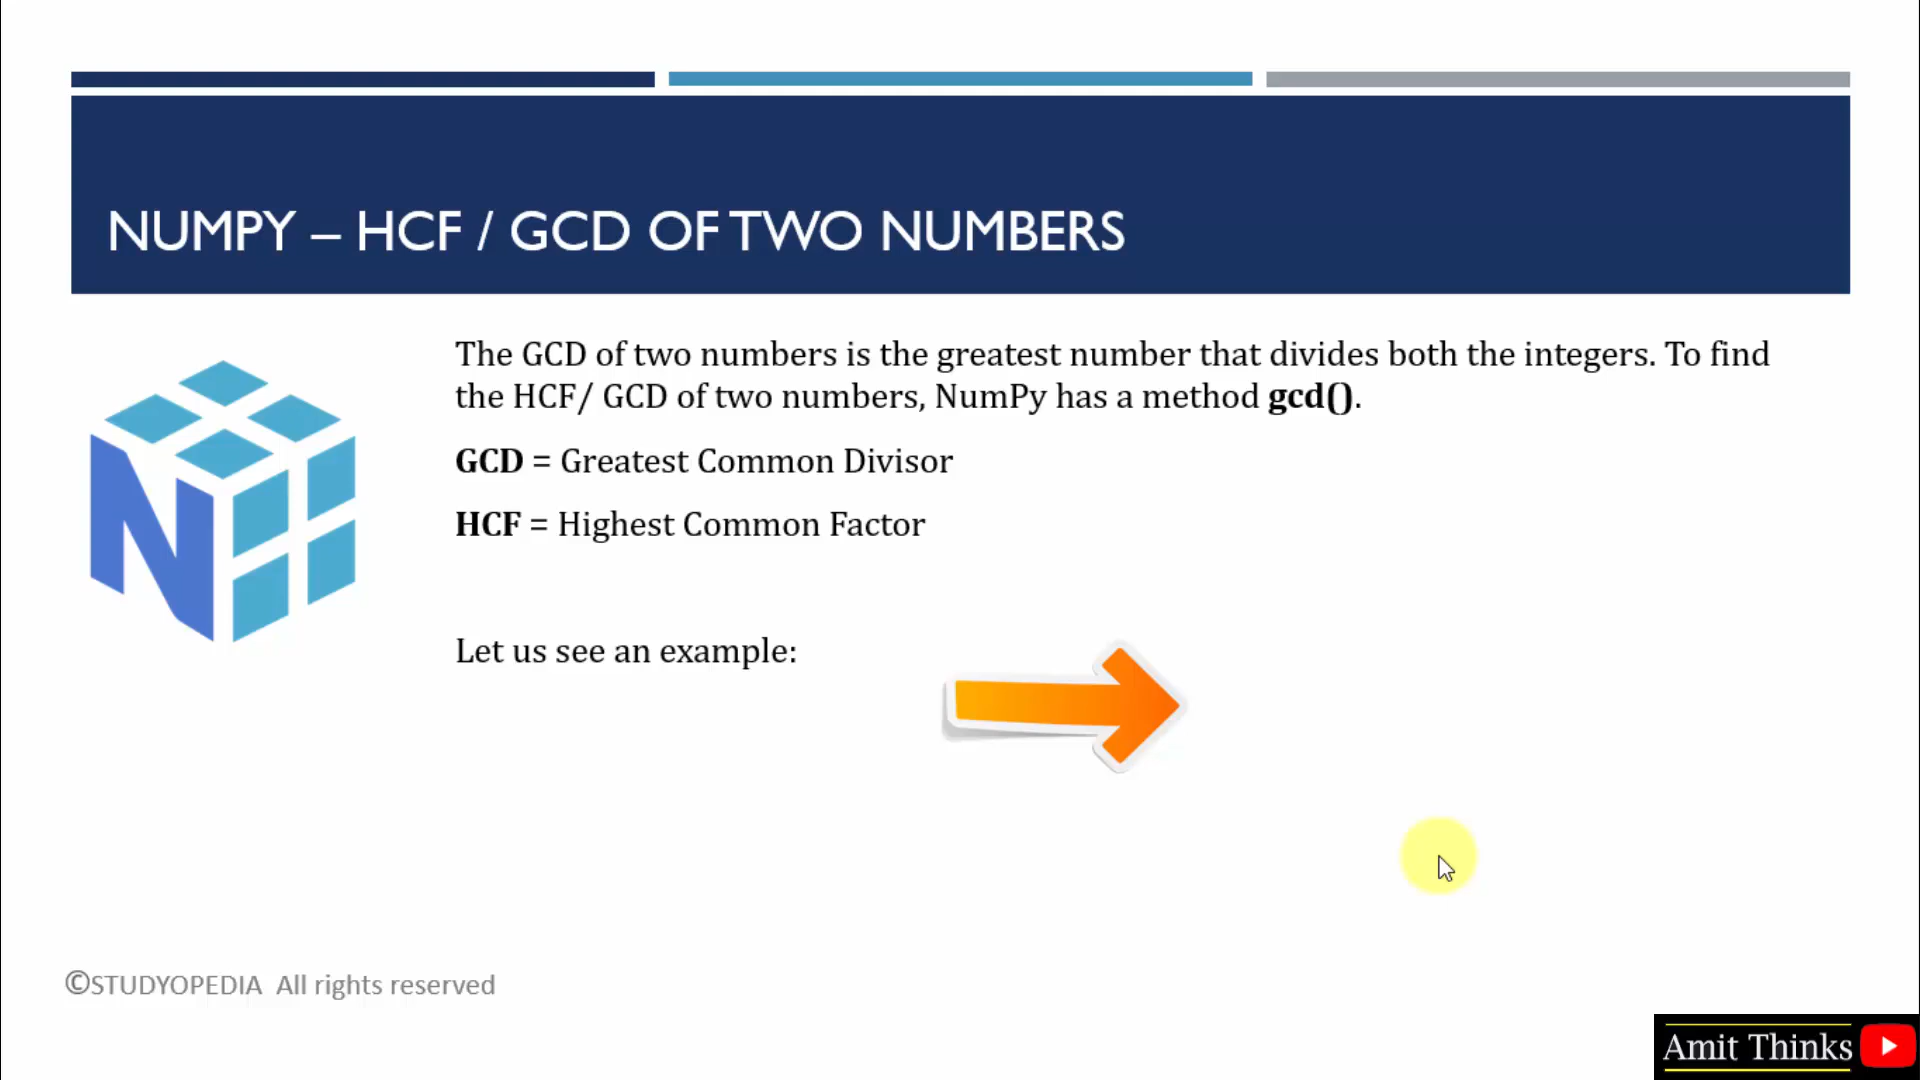 NUMPY – HCF / GCD OF TWO NUMBERS
The GCD of two numbers is the greatest number that divides both the integers. To find
the HCF/ GCD of two numbers, NumPy has a method gcd().
GCD = Greatest Common Divisor
HCF = Highest Common Factor
Let us see an example:
©STUDYOPEDIA All rights reserved
Amit Thinks